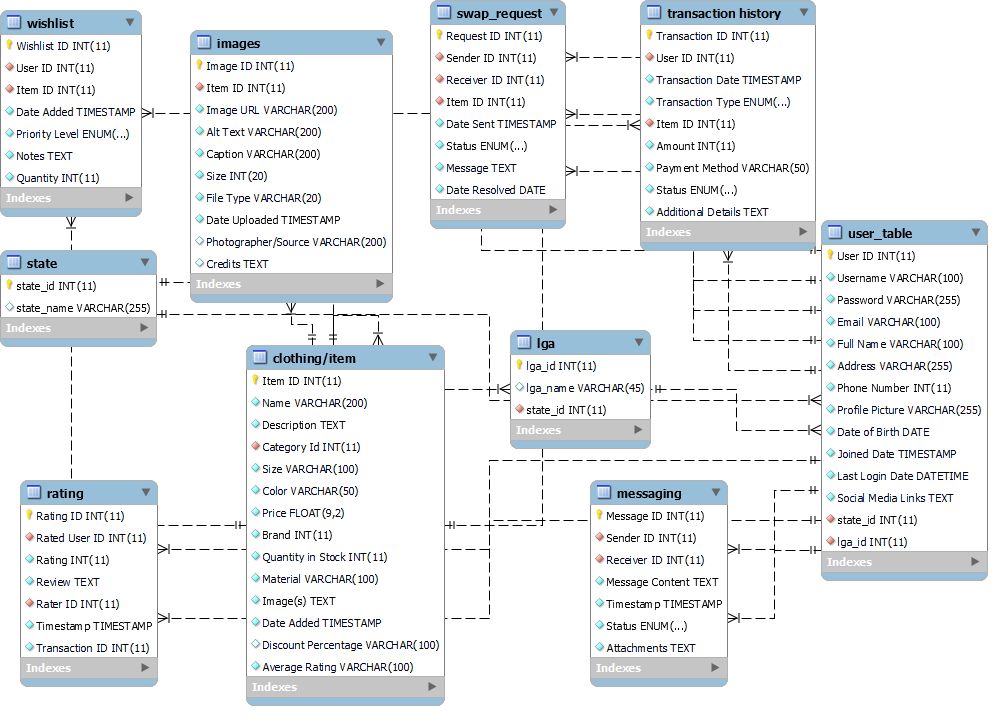 wishlist
Wishlist ID INT(11)
User ID INT(11)
Item ID INT(11)
Date Added TIMESTAMP
Priority Level ENUM(...)
Notes TEXT
Quantity INT(11)
Indexes
images
Image ID INT(11)
Item ID INT(11)
Image URL VARCHAR(200)
Alt Text VARCHAR(200)
Caption VARCHAR(200)
Size INT(20)
File Type VARCHAR(20)
Date Uploaded TIMESTAMP
Photographer/Source VARCHAR(200)
Credits TEXT
Indexes
swap_request
Request ID INT(11)
Sender ID INT(11)
Receiver ID INT(11)
Item ID INT(11)
Date Sent TIMESTAMP
Status ENUM(...)
Message TEXT
Date Resolved DATE
Indexes
transaction history
Transaction ID INT(11)
User ID INT(11)
Transaction Date TIMESTAMP
Transaction Type ENUM(...)
Item ID INT(11)
Amount INT(11)
Payment Method VARCHAR(50)
Status ENUM(...)
Additional Details TEXT
Indexes
user_table
User ID INT(11)
Username VARCHAR(100)
Password VARCHAR(255)
Email VARCHAR(100)
Full Name VARCHAR(100)
Address VARCHAR(255)
Phone Number INT(11)
Profile Picture VARCHAR(255)
Date of Birth DATE
Joined Date TIMESTAMP
Last Login Date DATETIME
Social Media Links TEXT
state_id INT(11)
lga_id INT(11)
Indexes
state
state_id INT(11)
state_name VARCHAR(255)
Indexes
clothing/item
Item ID INT(11)
Name VARCHAR(200)
Description TEXT
Category Id INT(11)
Size VARCHAR(100)
Color VARCHAR(50)
Price FLOAT(9,2)
Brand INT(11)
Quantity in Stock INT(11)
Material VARCHAR(100)
Image(s) TEXT
Date Added TIMESTAMP
Discount Percentage VARCHAR(100)
Average Rating VARCHAR(100)
Indexes
lga
lga_id INT(11)
lga_name VARCHAR(45)
state_id INT(11)
Indexes
rating
Rating ID INT(11)
Rated User ID INT(11)
Rating INT(11)
Review TEXT
Rater ID INT(11)
Timestamp TIMESTAMP
Transaction ID INT(11)
Indexes
messaging
Message ID INT(11)
Sender ID INT(11)
Receiver ID INT(11)
Message Content TEXT
Timestamp TIMESTAMP
Status ENUM(...)
Attachments TEXT
Indexes